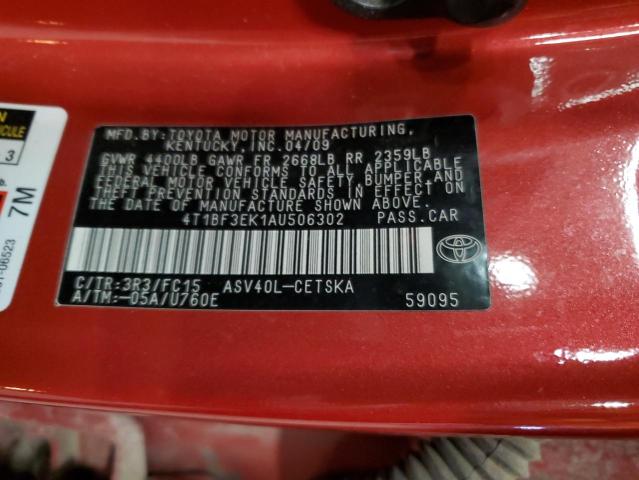 MFD.BY:TOYOTA MOTOR MANUFACTURING,
KENTUCKY, INC.04/09
GVWR 4400LB GAWR FR 2668LB RR 2359LB
THIS VEHICLE CONFORMS TO ALL APPLICABLE
FEDERAL MOTOR VEHICLE SAFETY, BUMPER AND
THEFT PREVENTION STANDARDS IN EFFECT ON
THE DATE OF MANUFACTURE SHOWN ABOVE.
4T1BF3EK1AU506302 PASS.CAR
C/TR:3R3/FC15 ASV40L-CETSKA
A/TM:-05A/U760E 59095
TOYOTA
3
7M